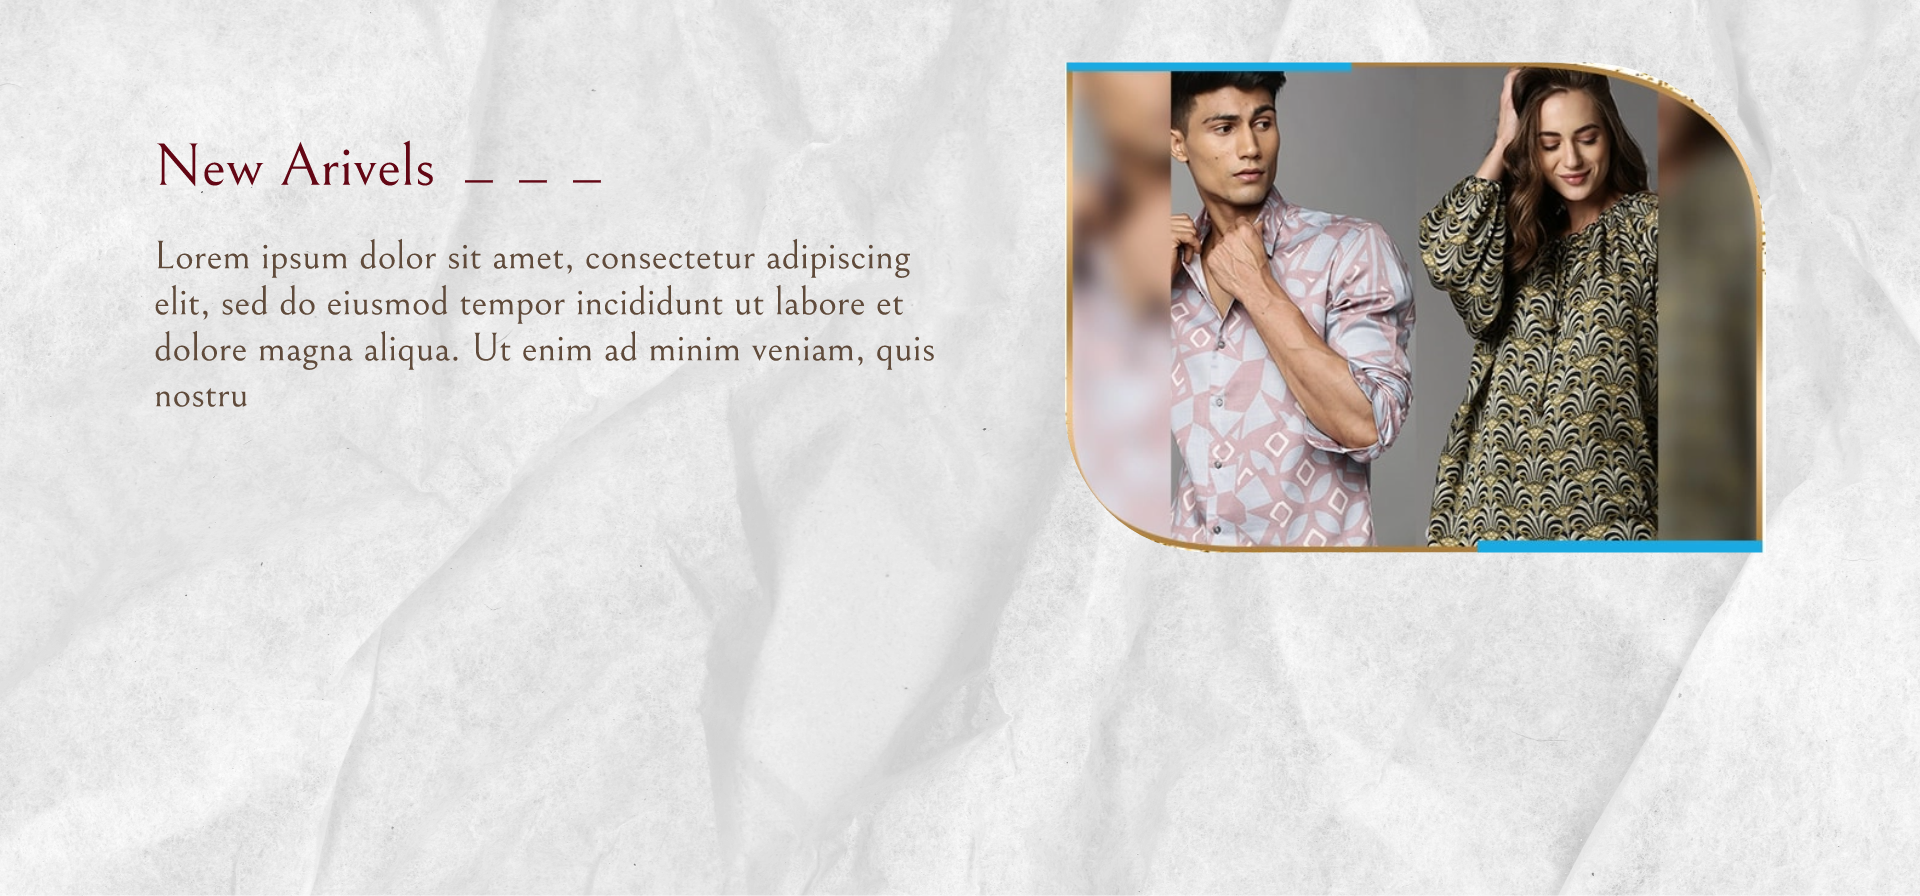 New Arivels _ _ _
Lorem ipsum dolor sit amet, consectetur adipiscing
elit, sed do eiusmod tempor incididunt ut labore et
dolore magna aliqua. Ut enim ad minim veniam, quis
nostru